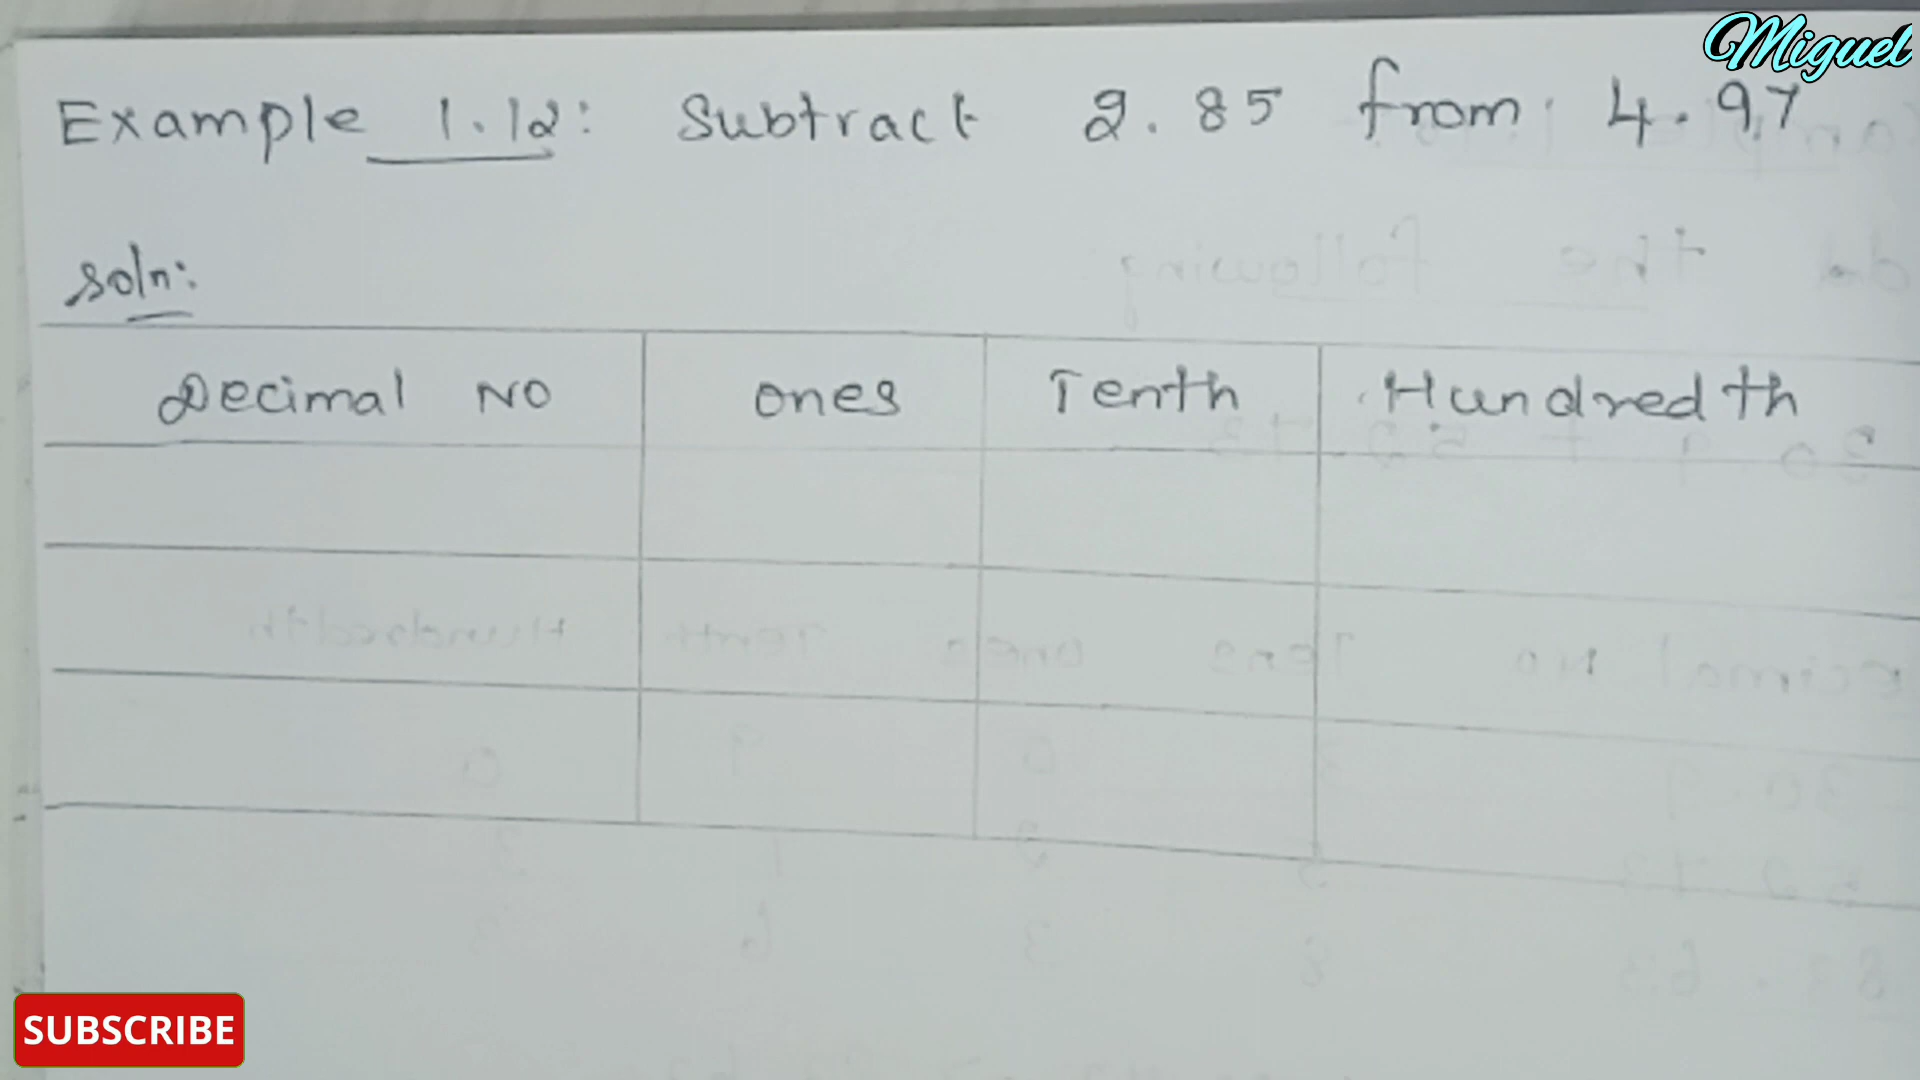 Miguel
Example 1.12: Subtract 2.85 from 4.97
Soln:
Decimal NO ones Tenth Hundredth
SUBSCRIBE